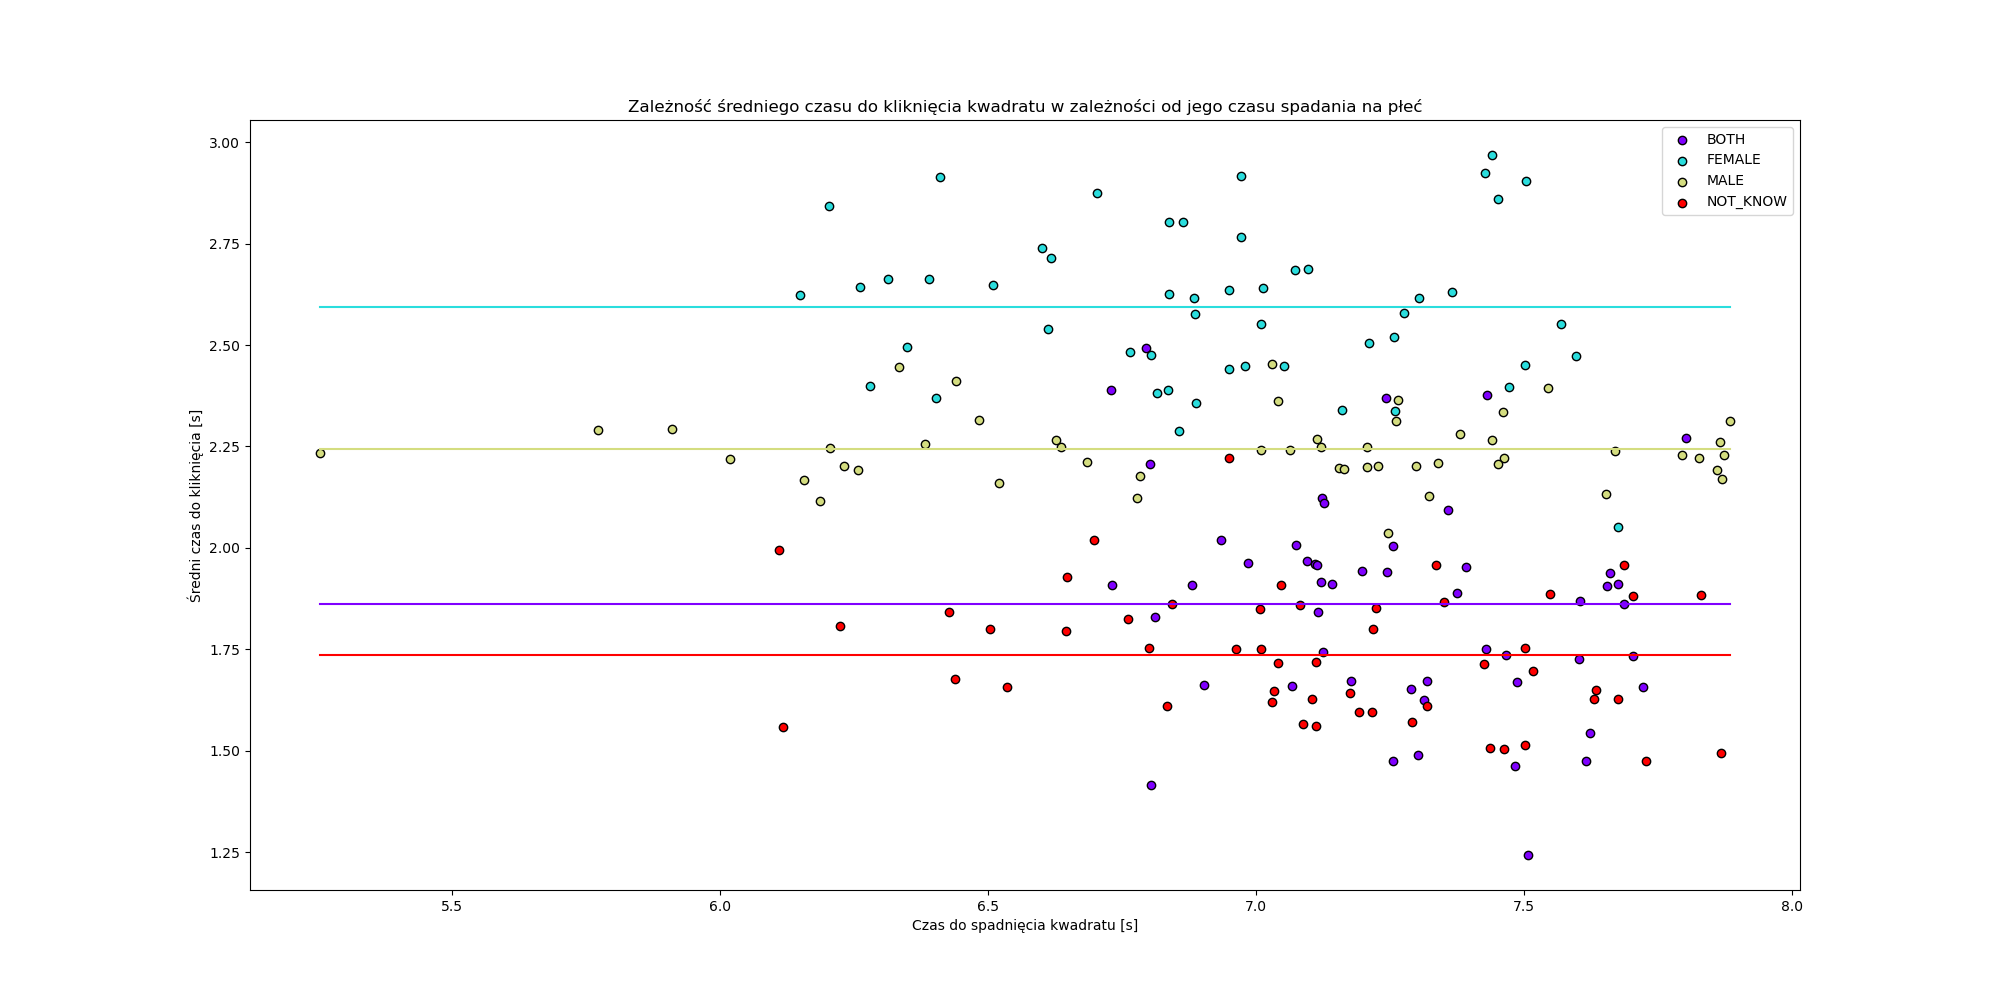 Zależność średniego czasu do kliknięcia kwadratu w zależności od jego czasu spadania na płeć
BOTH
FEMALE
MALE
NOT_KNOW
3.00
2.75
2.50
2.25
2.00
1.75
1.50
1.25
Średni czas do kliknięcia [s]
5.5
6.0
6.5
7.0
7.5
8.0
Czas do spadnięcia kwadratu [s]